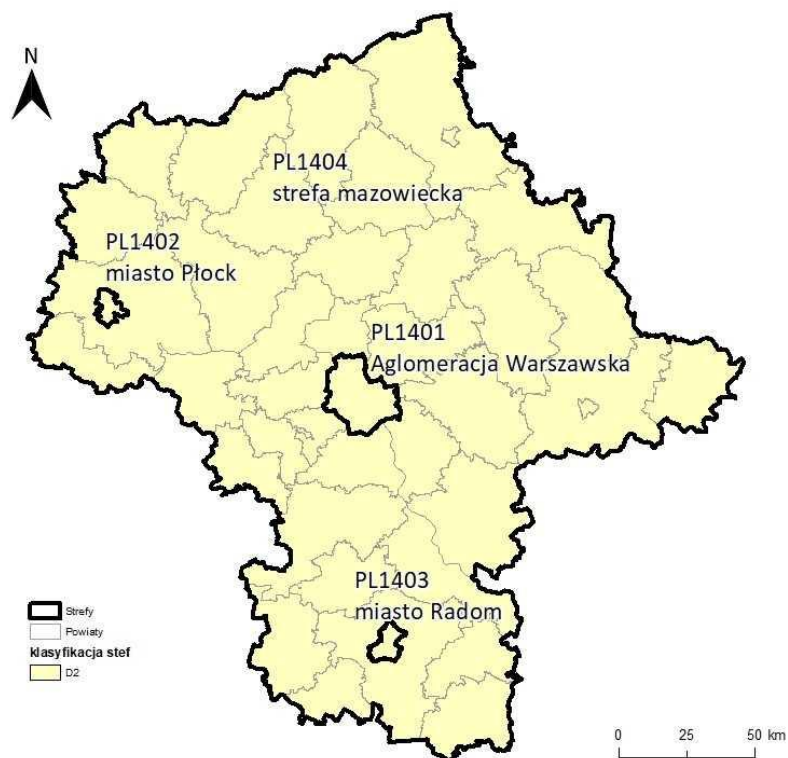 N
PL1404
strefa mazowiecka
PL1402
miasto Płock
PL1401
Aglomeracja Warszawska
PL1403
miasto Radom
Strefy
Powiaty
klasyfikacja stef
D2
0 25 50 km